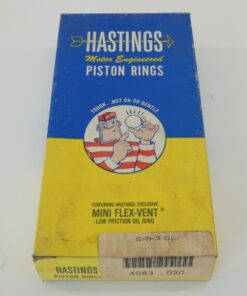 HASTINGS
Motor Engineered
PISTON RINGS
TOUGH...BUT OH SO GENTLE
FEATURING HASTINGS EXCLUSIVE
MINI FLEX-VENT®
LOW FRICTION OIL RING
HASTINGS
PISTON RINGS
4083 .020